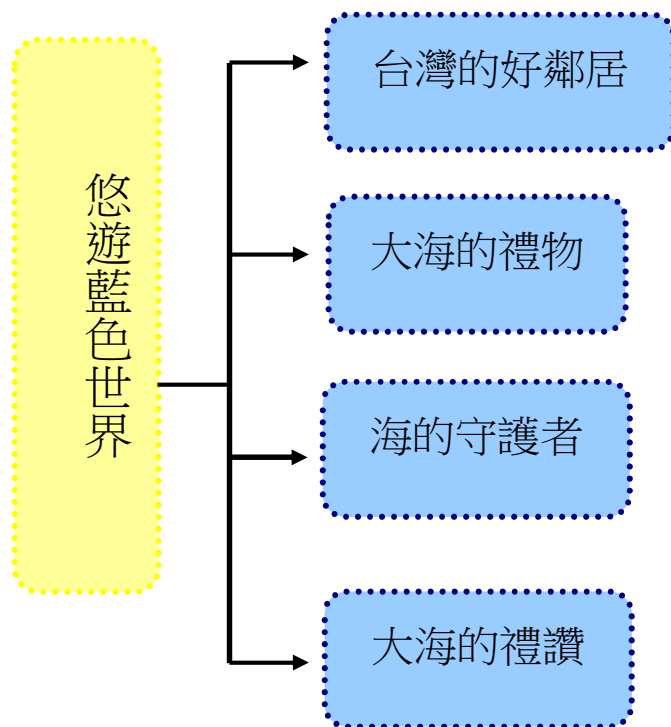 悠遊藍色世界
台灣的好鄰居
大海的禮物
海的守護者
大海的禮讚